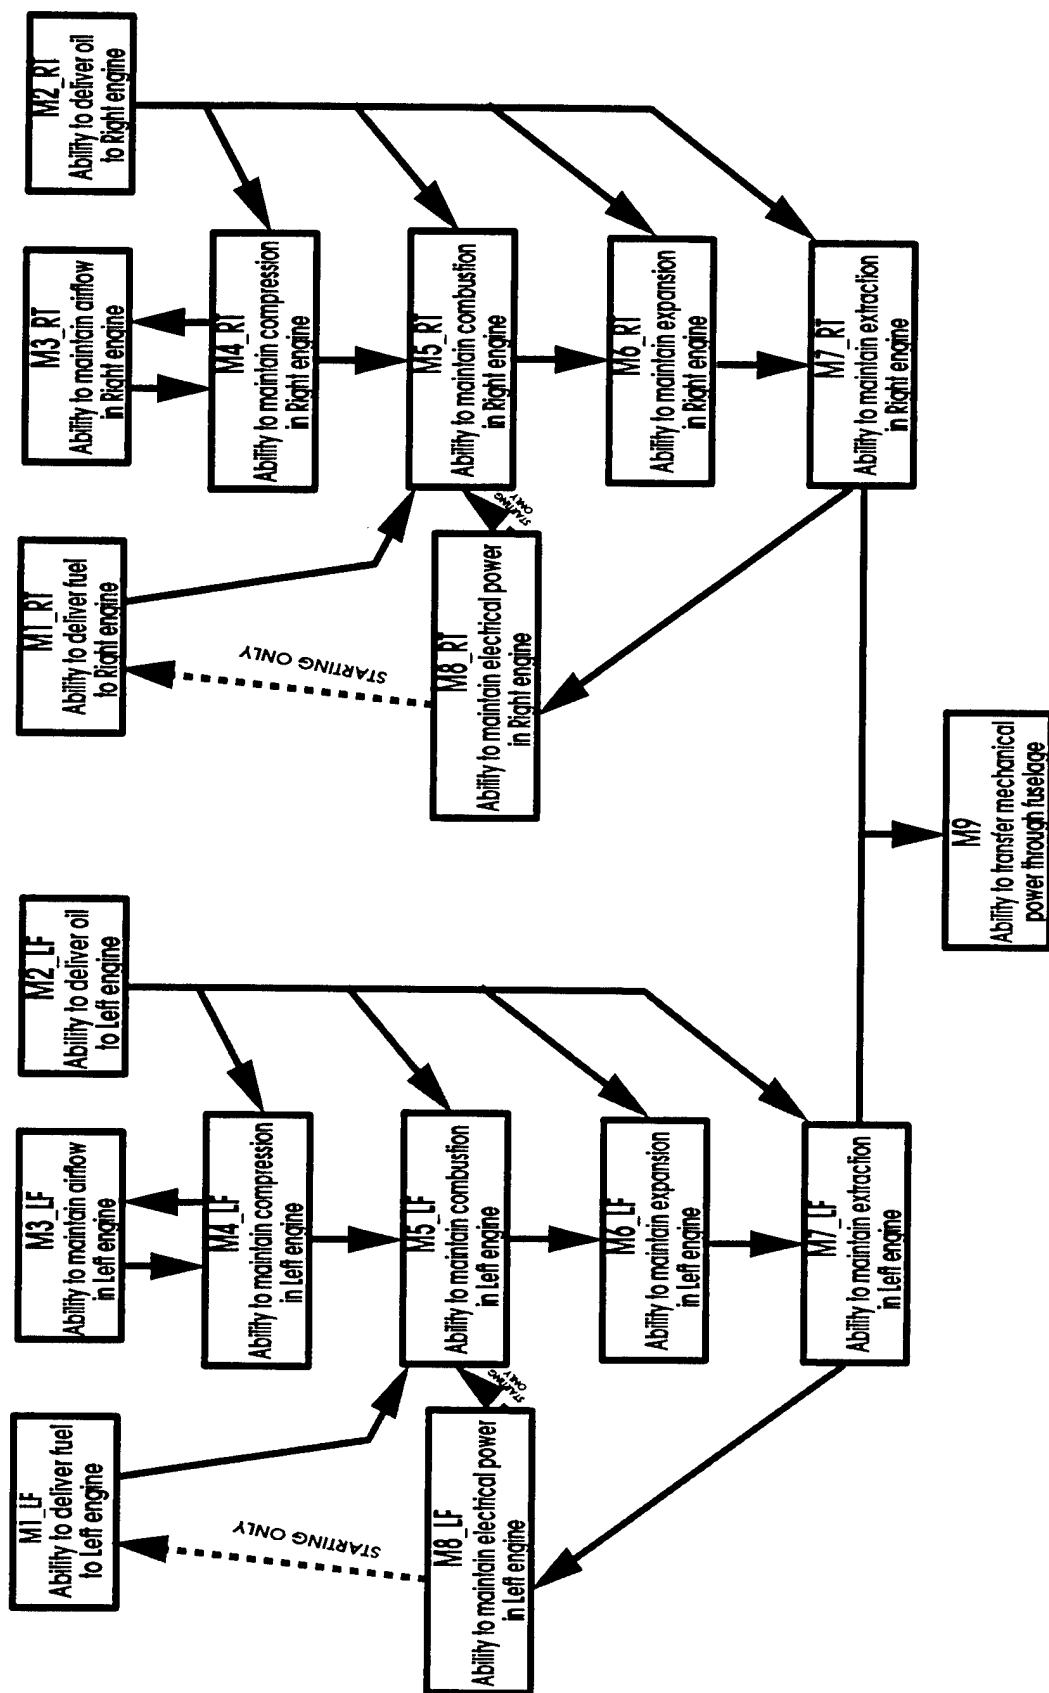 M1_LF
Ability to deliver fuel
to Left engine
M3_LF
Ability to maintain airflow
in Left engine
M2_LF
Ability to deliver oil
to Left engine
M1_RT
Ability to deliver fuel
to Right engine
M3_RT
Ability to maintain airflow
in Right engine
M2_RT
Ability to deliver oil
to Right engine
STARTING ONLY
M4_LF
Ability to maintain compression
in Left engine
STARTING ONLY
M4_RT
Ability to maintain compression
in Right engine
M8_LF
Ability to maintain electrical power
in Left engine
STARTING
ONLY
M5_LF
Ability to maintain combustion
in Left engine
M8_RT
Ability to maintain electrical power
in Right engine
STARTING
ONLY
M5_RT
Ability to maintain combustion
in Right engine
M6_LF
Ability to maintain expansion
in Left engine
M6_RT
Ability to maintain expansion
in Right engine
M7_LF
Ability to maintain extraction
in Left engine
M7_RT
Ability to maintain extraction
in Right engine
M9
Ability to transfer mechanical
power through fuselage